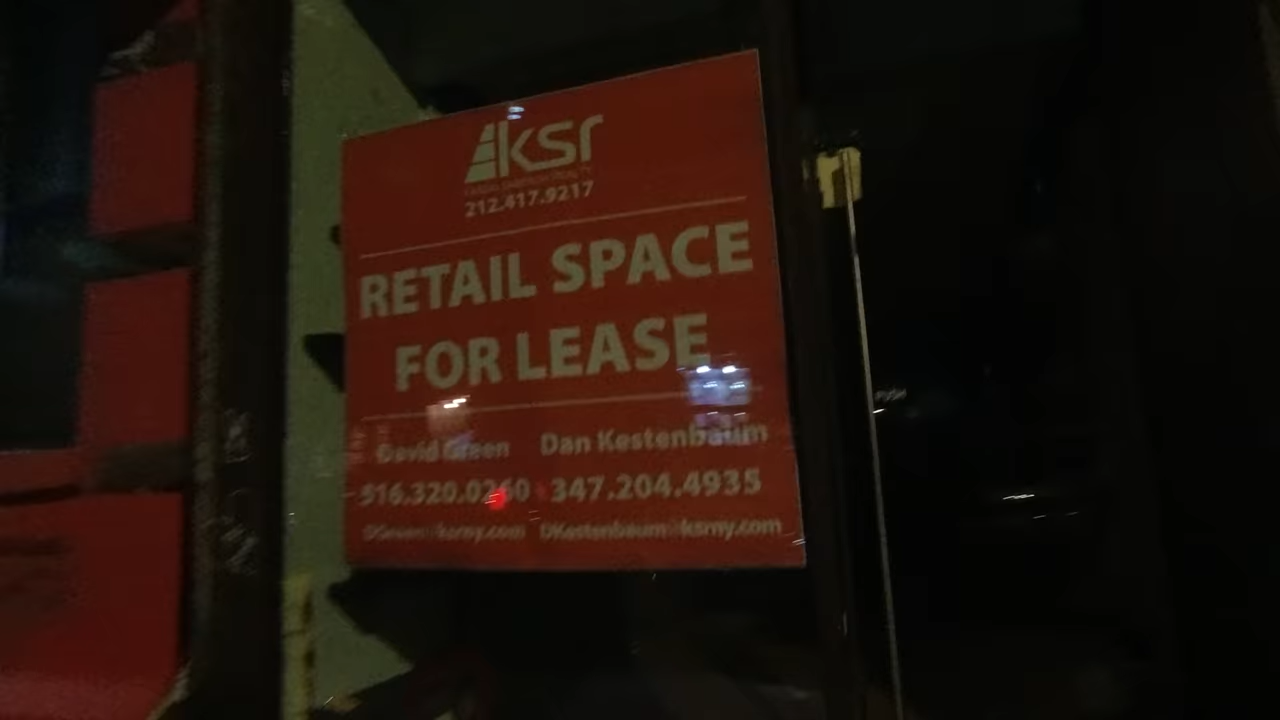 ksr
212.417.9217
RETAIL SPACE
FOR LEASE
David Green Dan Kestenbaum
516.320.0260 347.204.4935
DGreen@ksrny.com DKestenbaum@ksrny.com